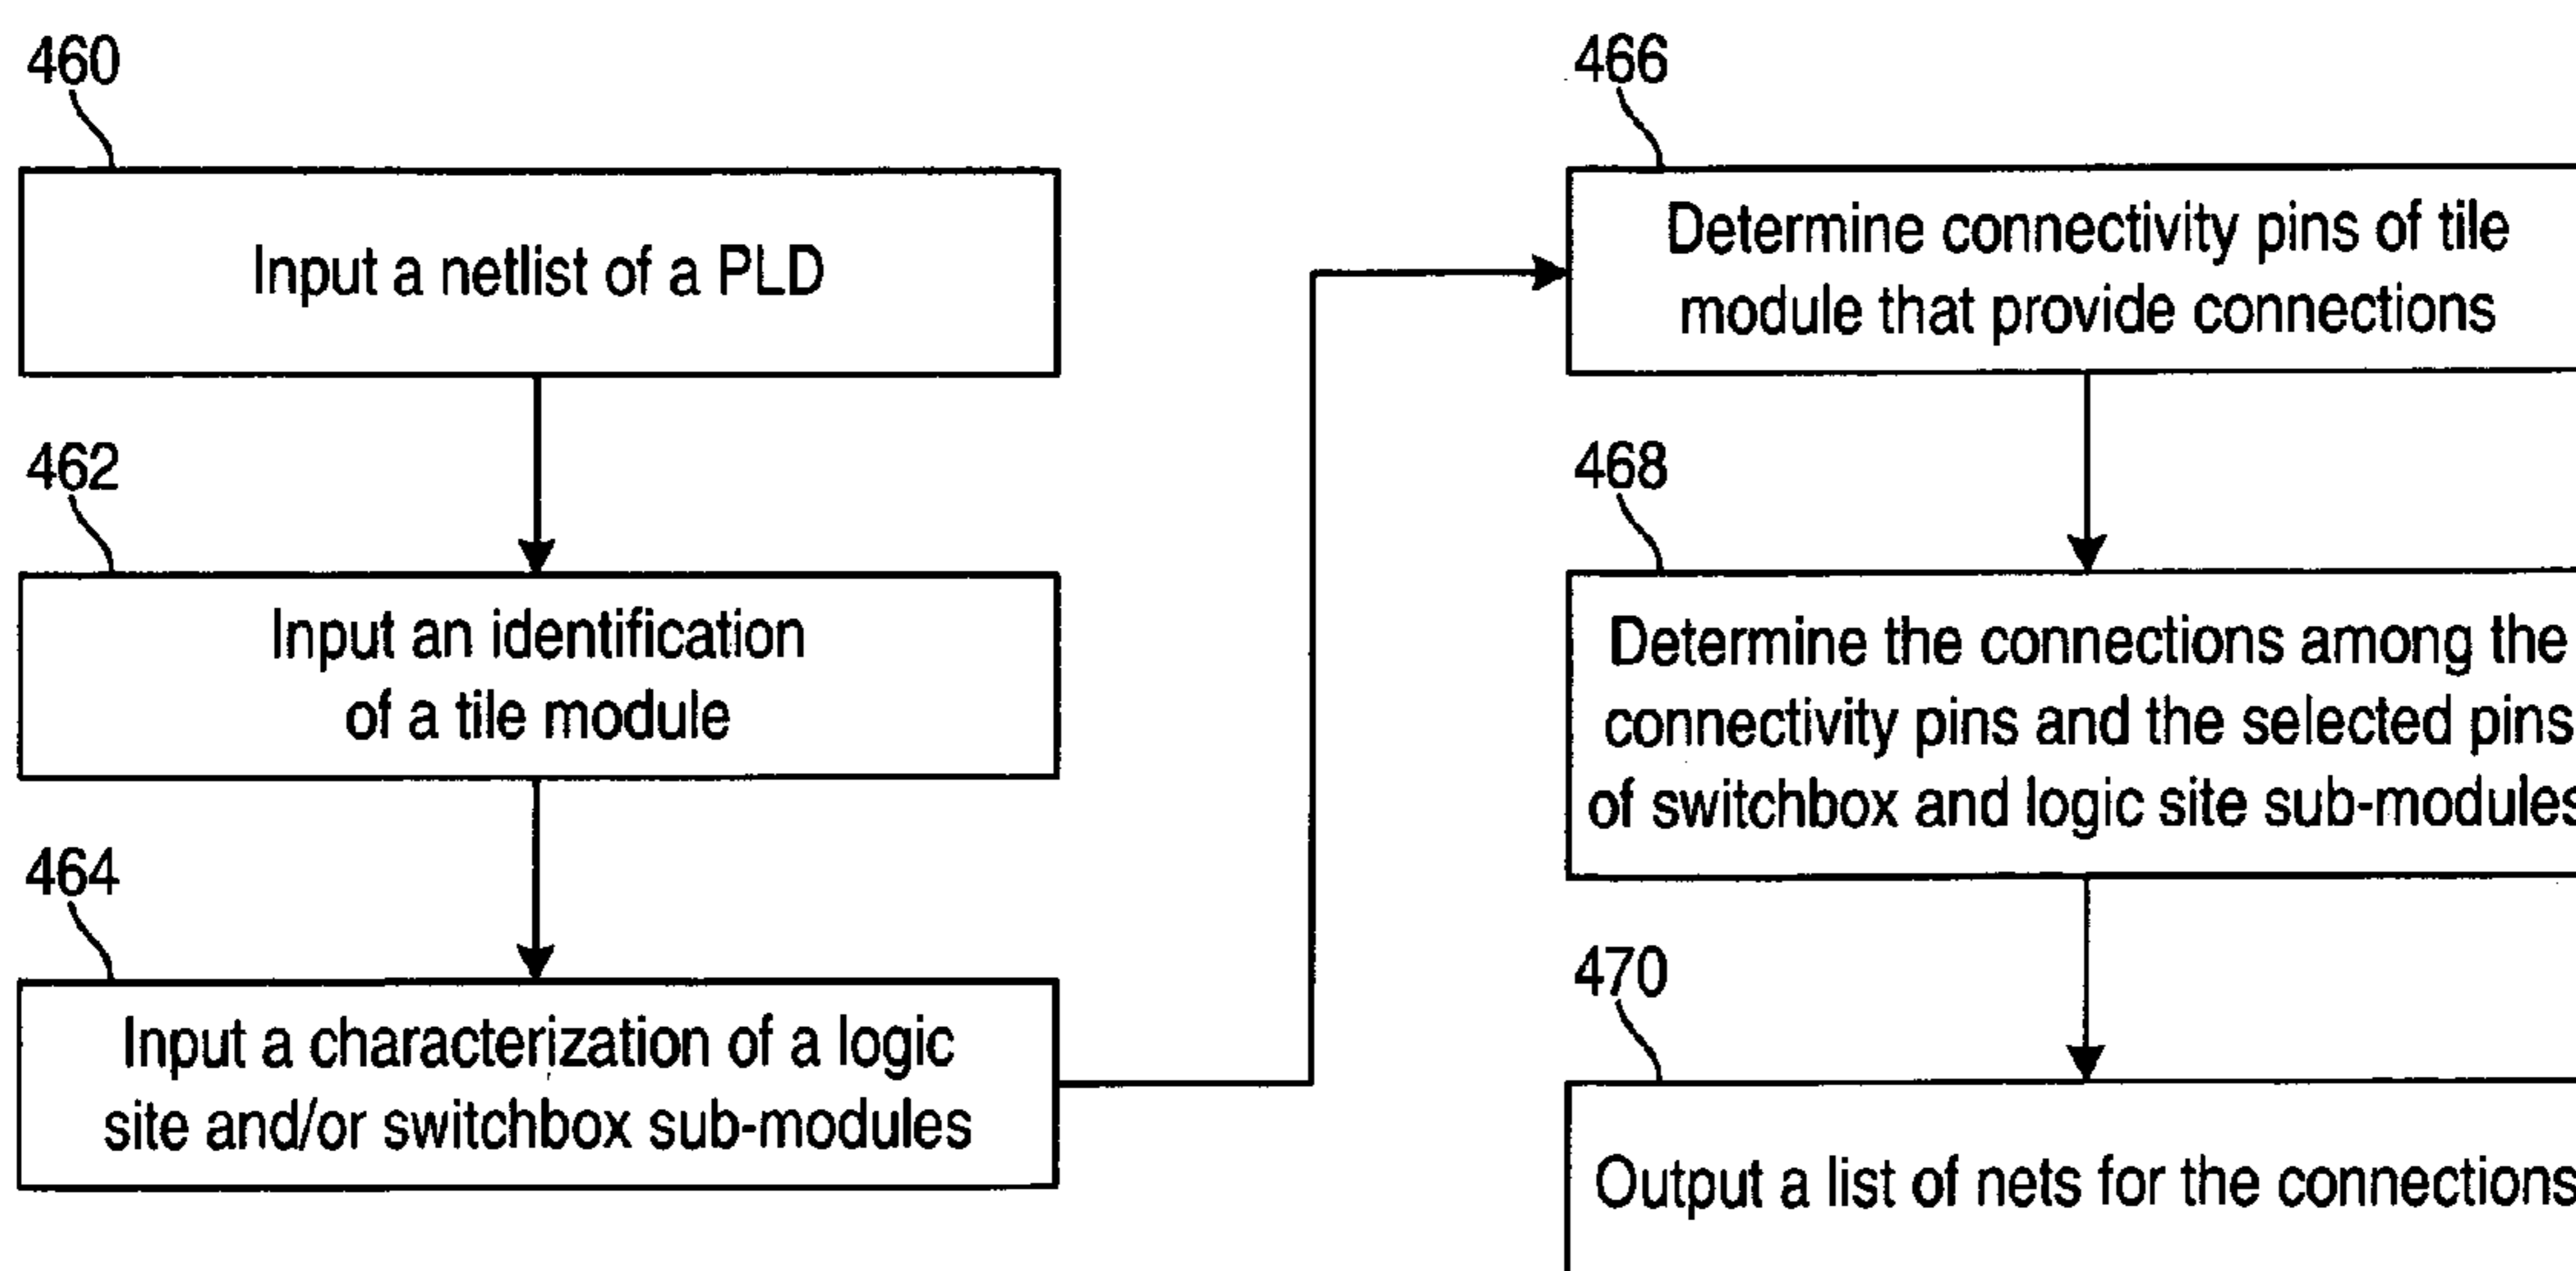 460
Input a netlist of a PLD
462
Input an identification
of a tile module
464
Input a characterization of a logic
site and/or switchbox sub-modules
466
Determine connectivity pins of tile
module that provide connections
468
Determine the connections among the
connectivity pins and the selected pins
of switchbox and logic site sub-modules
470
Output a list of nets for the connections